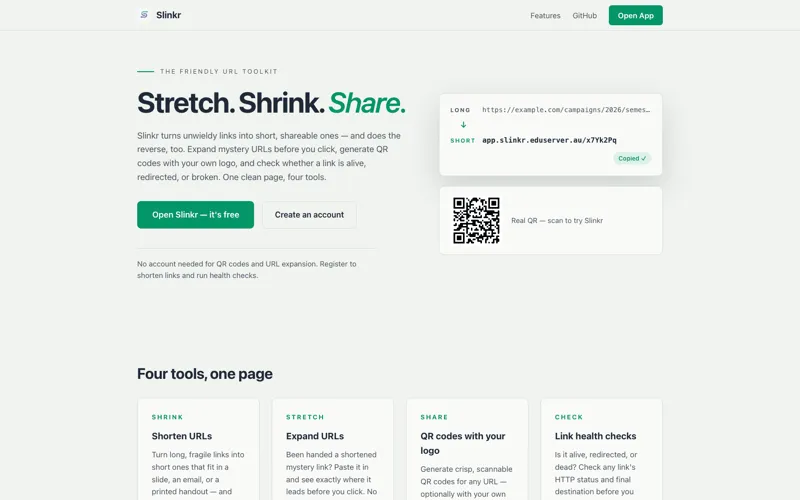 Slinkr
Features
GitHub
Open App
THE FRIENDLY URL TOOLKIT
Stretch. Shrink. Share.
Slinkr turns unwieldy links into short, shareable ones — and does the
reverse, too. Expand mystery URLs before you click, generate QR
codes with your own logo, and check whether a link is alive,
redirected, or broken. One clean page, four tools.
Open Slinkr — it's free
Create an account
No account needed for QR codes and URL expansion. Register to
shorten links and run health checks.
LONG https://example.com/campaigns/2026/semes…
↓
SHORT app.slinkr.eduserver.au/x7Yk2Pq
Copied ✓
Real QR — scan to try Slinkr
Four tools, one page
SHRINK
Shorten URLs
Turn long, fragile links into
short ones that fit in a
slide, an email, or a
printed handout — and
STRETCH
Expand URLs
Been handed a shortened
mystery link? Paste it in
and see exactly where it
leads before you click. No
SHARE
QR codes with your
logo
Generate crisp, scannable
QR codes for any URL —
optionally with your own
CHECK
Link health checks
Is it alive, redirected, or
dead? Check any link's
HTTP status and final
destination before you